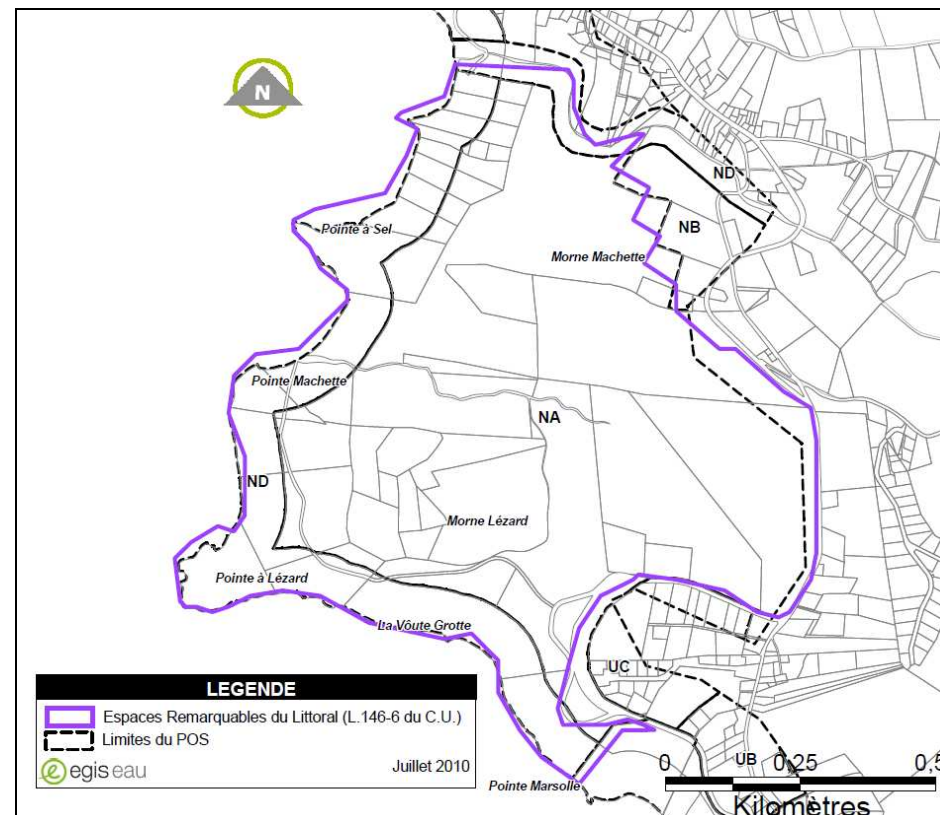 N
ND
Pointe à Sel
NB
Morne Machette
Pointe Machette
NA
ND
Morne Lézard
Pointe à Lézard
La Vôute Grotte
UC
LEGENDE
Espaces Remarquables du Littoral (L.146-6 du C.U.)
Limites du POS
egis eau
Juillet 2010
UB
0 0,25 0,5
Pointe Marsolle
Kilomètres